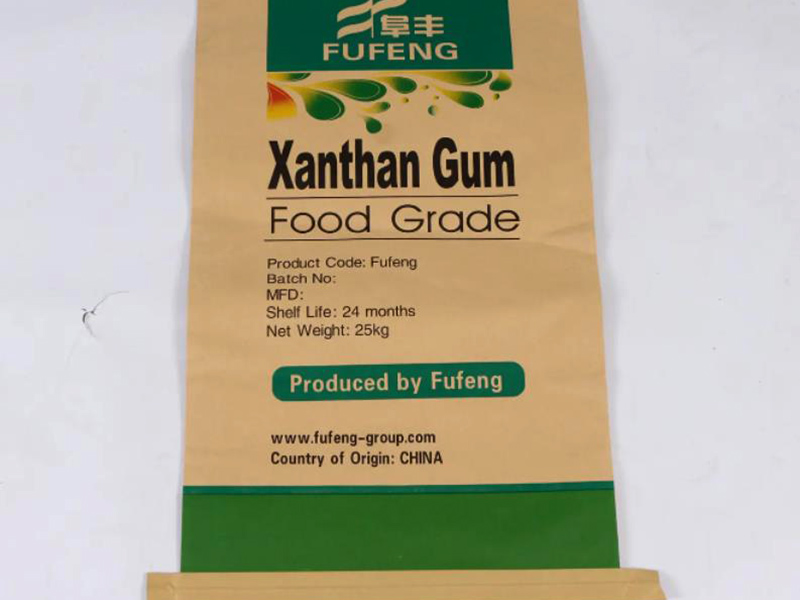 阜丰
FUFENG
Xanthan Gum
Food Grade
Product Code: Fufeng
Batch No:
MFD:
Shelf Life: 24 months
Net Weight: 25kg
Produced by Fufeng
www.fufeng-group.com
Country of Origin: CHINA